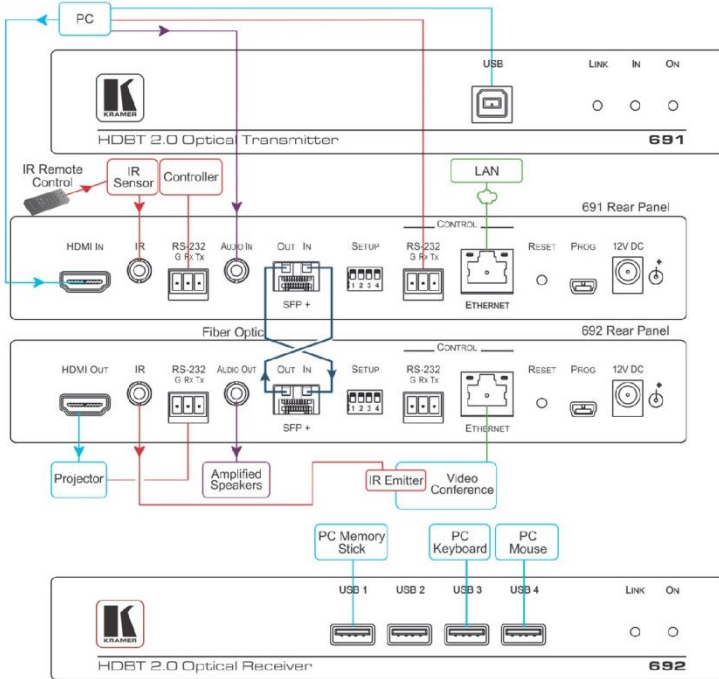 PC
USB
LINK
IN
ON
K
KRAMER
HDBT 2.0 Optical Transmitter
691
IR Remote
Control
IR
Sensor
Controller
LAN
691 Rear Panel
CONTROL
HDMI IN
IR
RS-232
G Rx Tx
AUDIO IN
OUT IN
SETUP
RS-232
G Rx Tx
RESET
PROG
12V DC
+
1 2 3 4
SFP +
ETHERNET
Fiber Optic
692 Rear Panel
CONTROL
HDMI OUT
IR
RS-232
G Rx Tx
AUDIO OUT
OUT IN
SETUP
RS-232
G Rx Tx
RESET
PROG
12V DC
+
1 2 3 4
SFP +
ETHERNET
Projector
Amplified
Speakers
IR Emitter
Video
Conference
PC Memory
Stick
PC
Keyboard
PC
Mouse
USB 1
USB 2
USB 3
USB 4
LINK
ON
K
KRAMER
HDBT 2.0 Optical Receiver
692